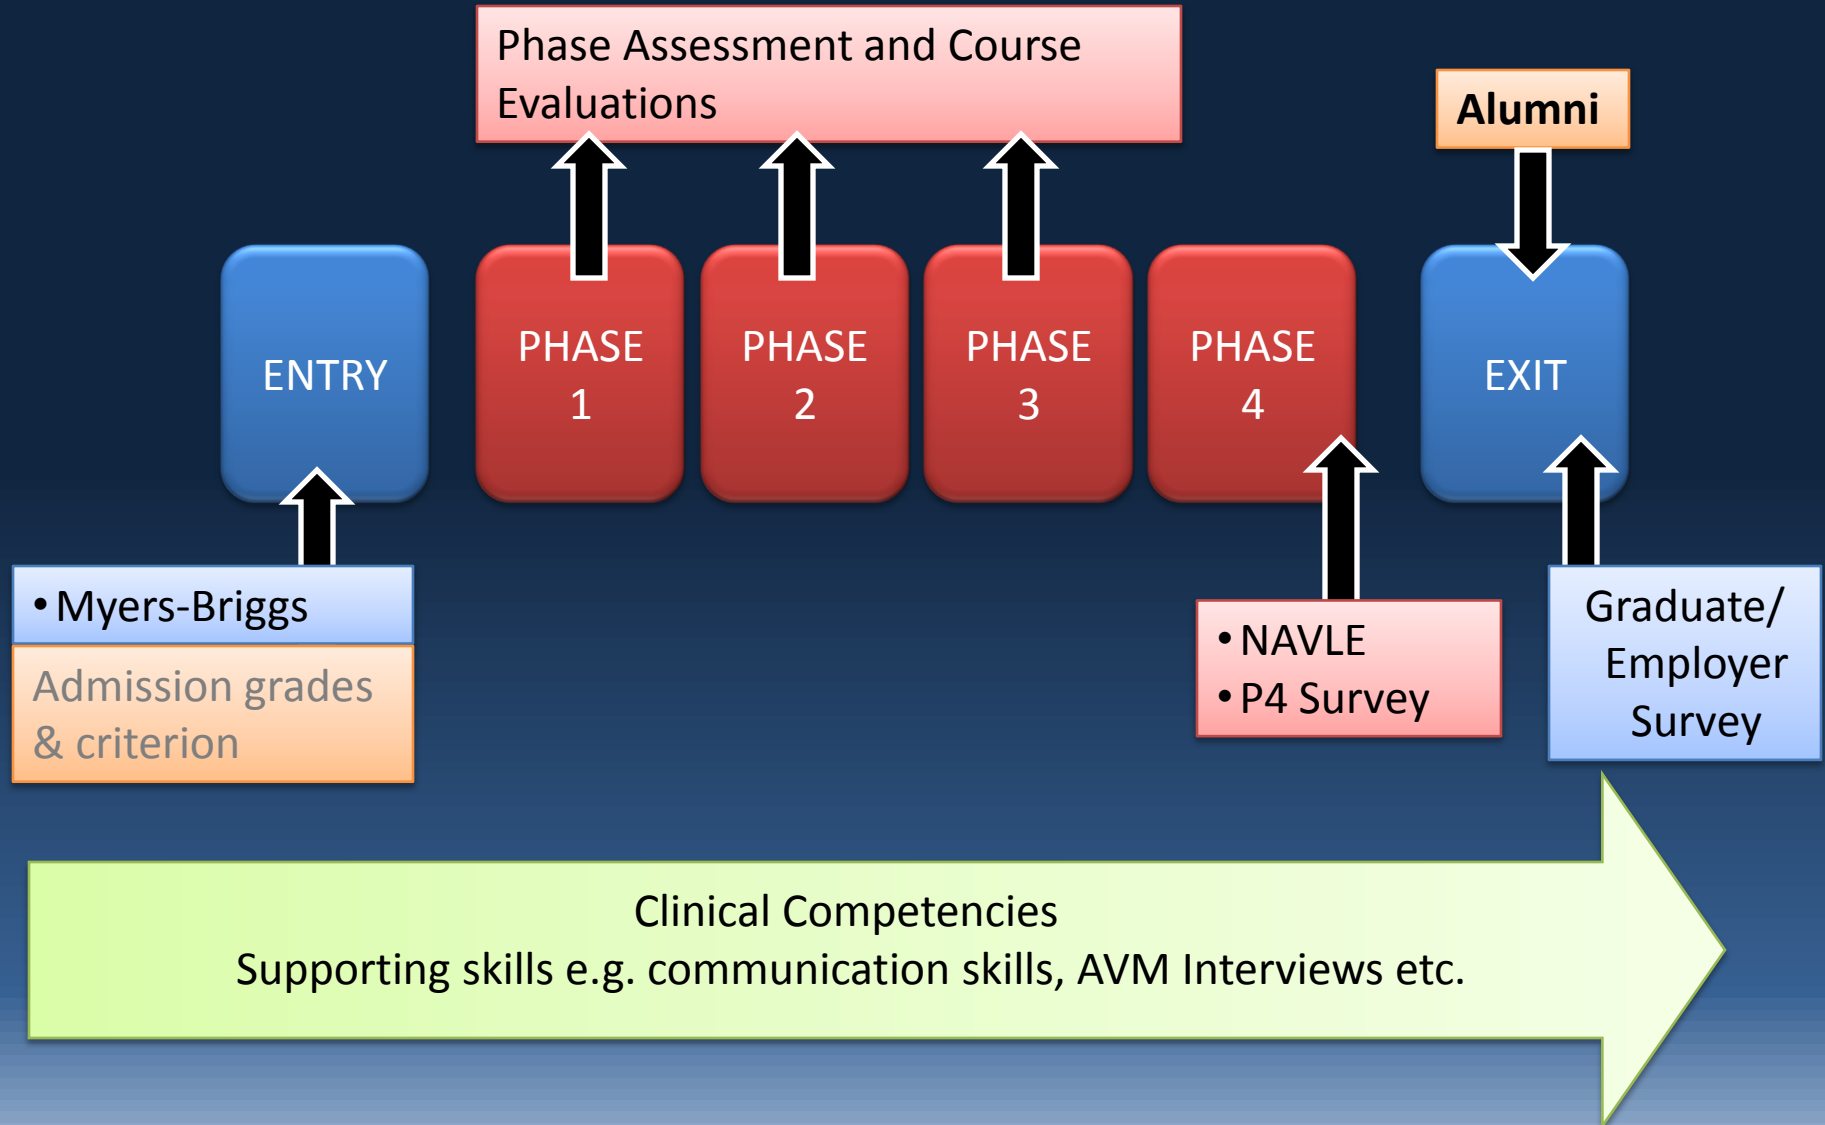 Phase Assessment and Course
Evaluations
Alumni
ENTRY
PHASE
1
PHASE
2
PHASE
3
PHASE
4
EXIT
• Myers-Briggs
Admission grades
& criterion
• NAVLE
• P4 Survey
Graduate/
Employer
Survey
Clinical Competencies
Supporting skills e.g. communication skills, AVM Interviews etc.